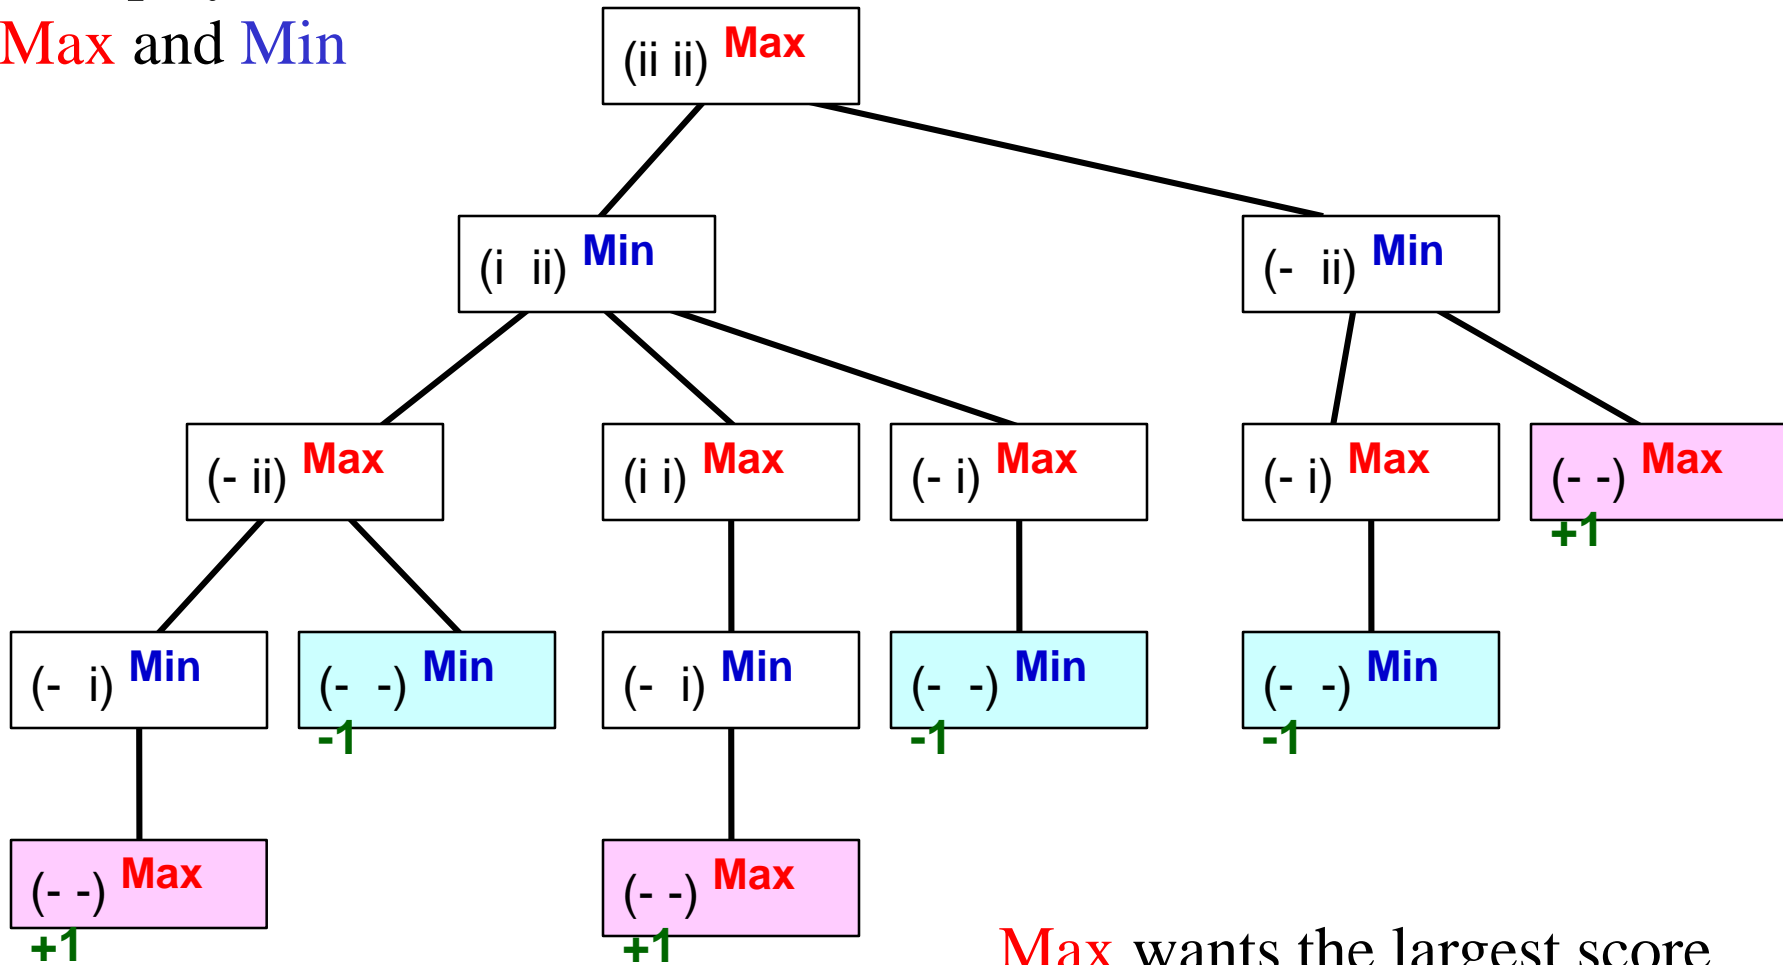 Max and Min
(ii ii) Max
(i ii) Min
(- ii) Min
(- ii) Max
(i i) Max
(- i) Max
(- i) Max
(- -) Max
+1
(- i) Min
(- -) Min
-1
(- i) Min
(- -) Min
-1
(- -) Min
-1
(- -) Max
+1
(- -) Max
+1
Max wants the largest score